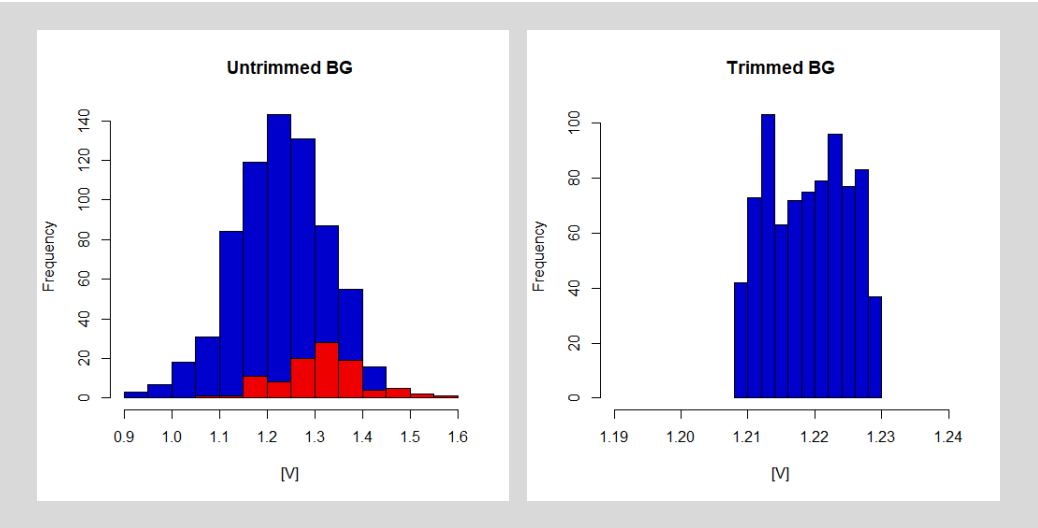 Untrimmed BG
Frequency
0 20 40 60 80 100 120 140
0.9 1.0 1.1 1.2 1.3 1.4 1.5 1.6
[V]
Trimmed BG
Frequency
0 20 40 60 80 100
1.19 1.20 1.21 1.22 1.23 1.24
[V]